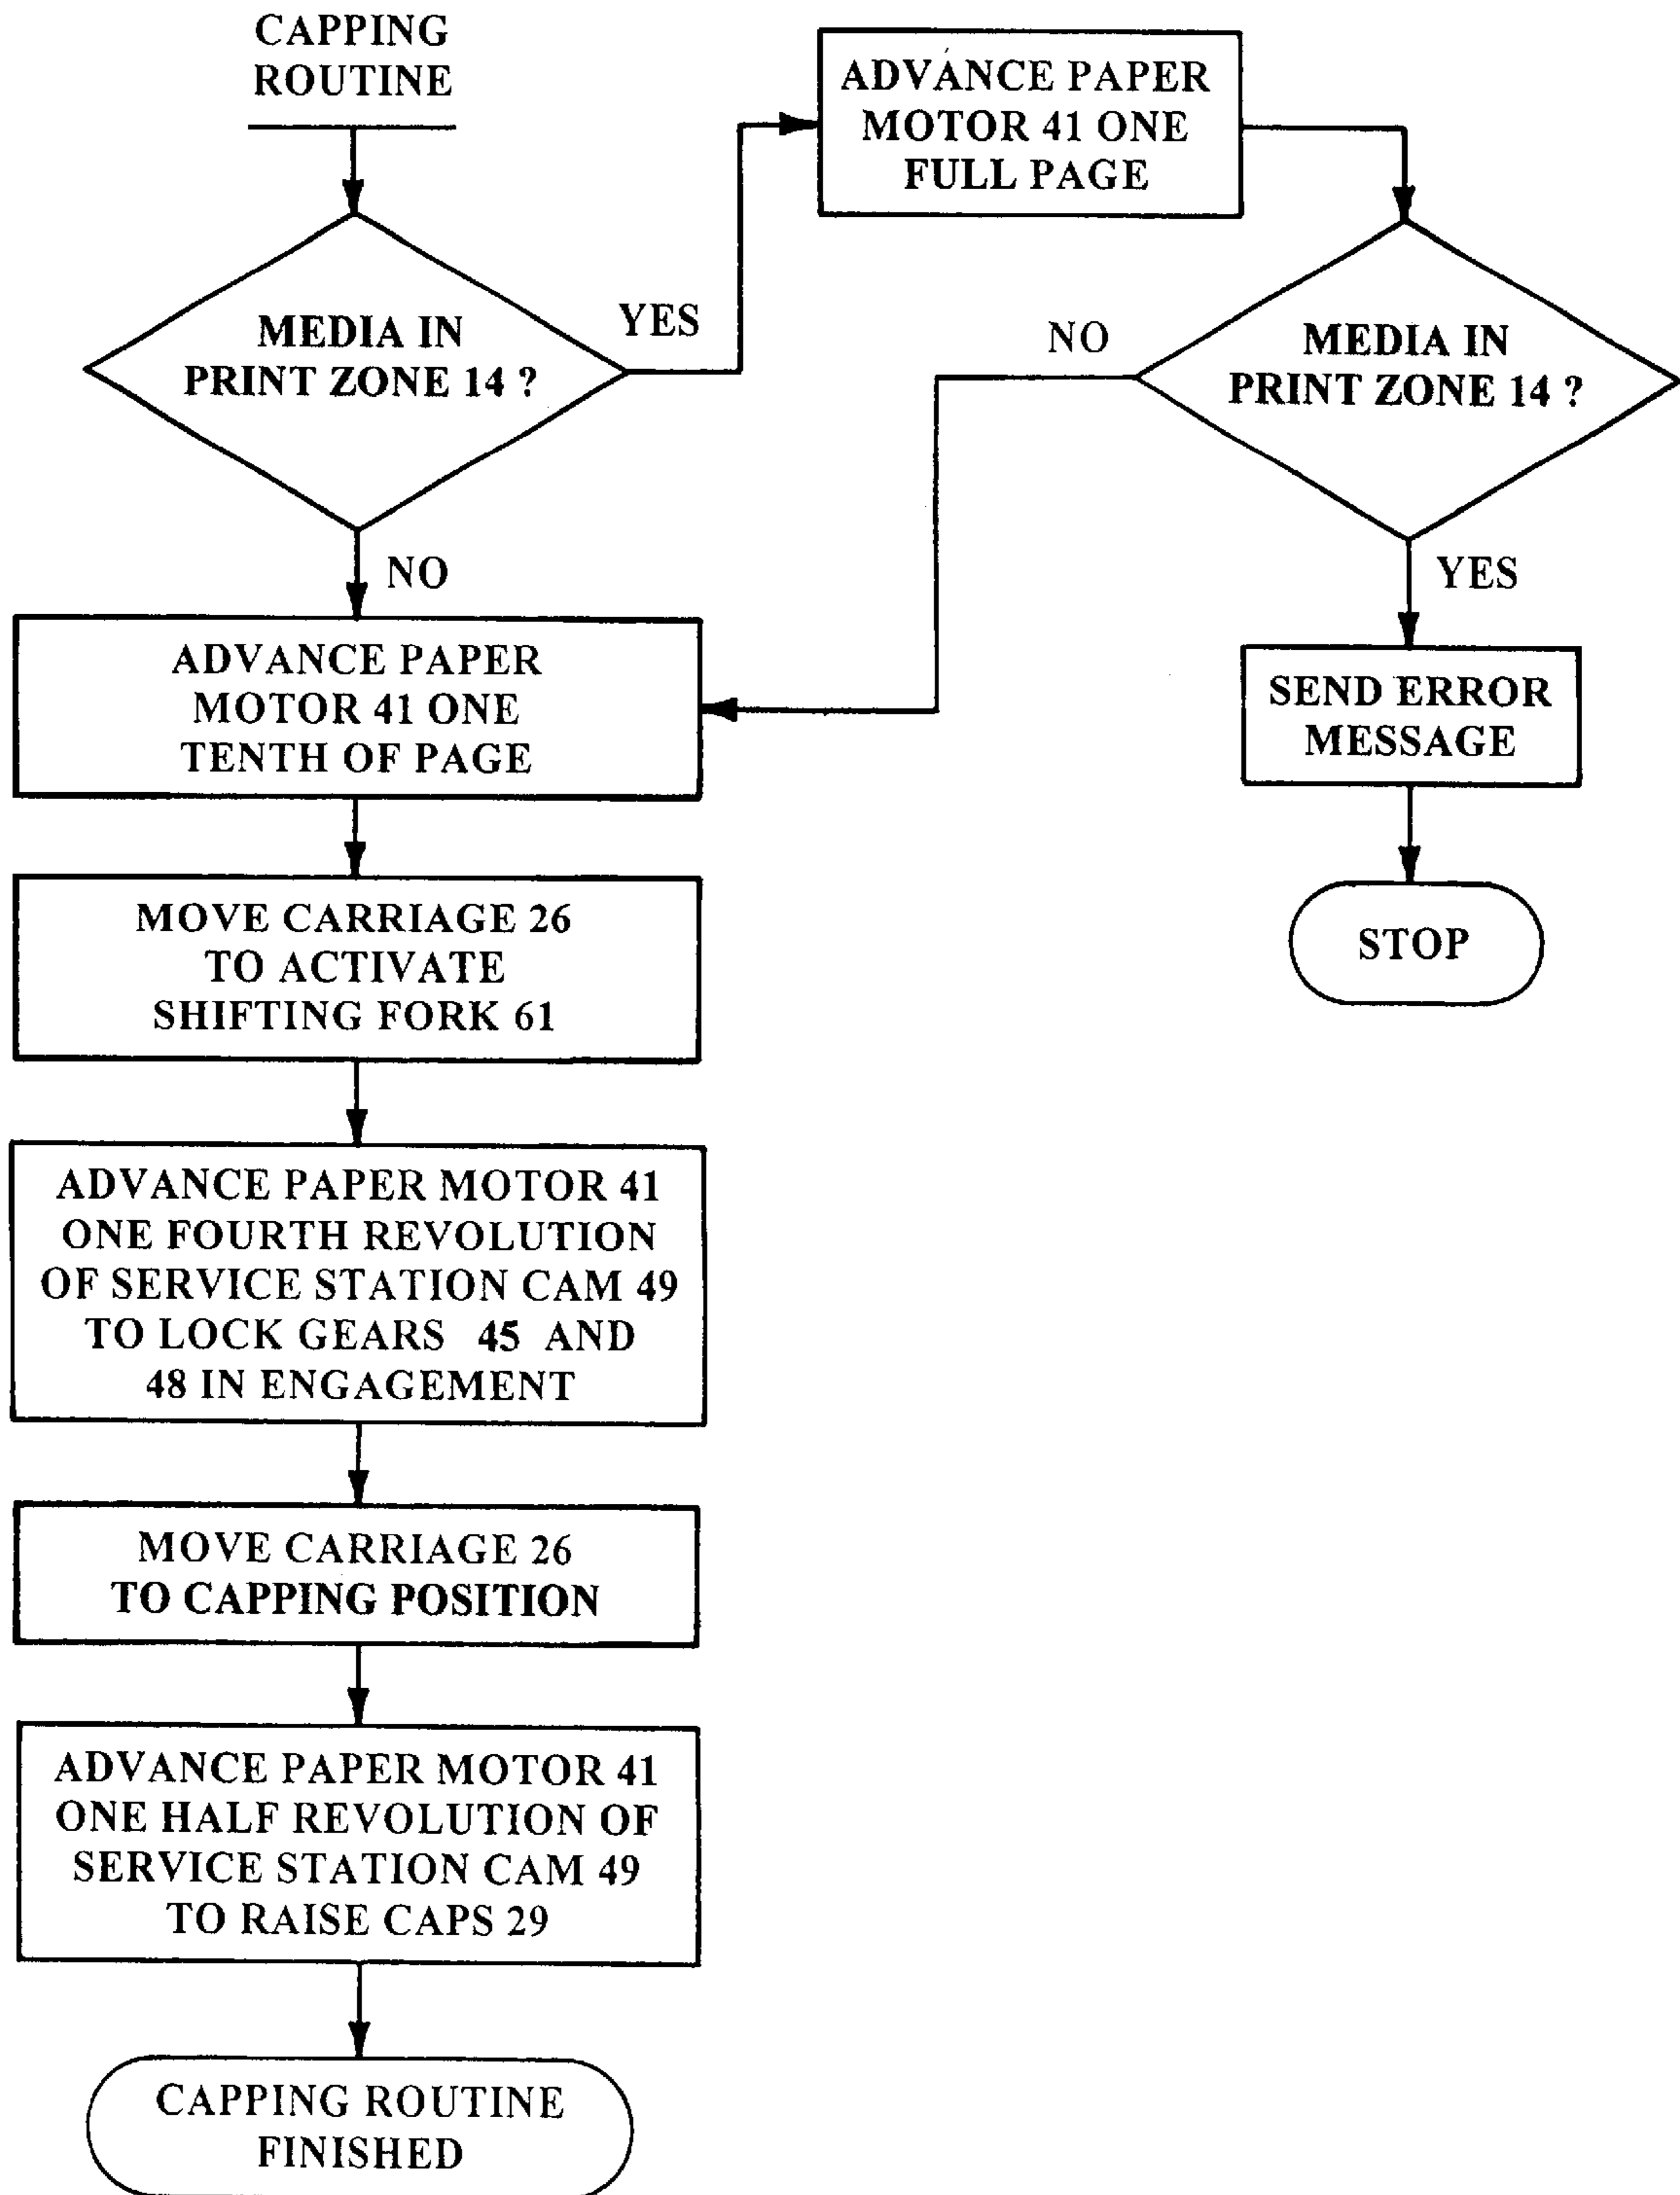 CAPPING
ROUTINE
MEDIA IN
PRINT ZONE 14 ?
YES
ADVANCE PAPER
MOTOR 41 ONE
FULL PAGE
MEDIA IN
PRINT ZONE 14 ?
NO
YES
SEND ERROR
MESSAGE
STOP
NO
ADVANCE PAPER
MOTOR 41 ONE
TENTH OF PAGE
MOVE CARRIAGE 26
TO ACTIVATE
SHIFTING FORK 61
ADVANCE PAPER MOTOR 41
ONE FOURTH REVOLUTION
OF SERVICE STATION CAM 49
TO LOCK GEARS 45 AND
48 IN ENGAGEMENT
MOVE CARRIAGE 26
TO CAPPING POSITION
ADVANCE PAPER MOTOR 41
ONE HALF REVOLUTION OF
SERVICE STATION CAM 49
TO RAISE CAPS 29
CAPPING ROUTINE
FINISHED